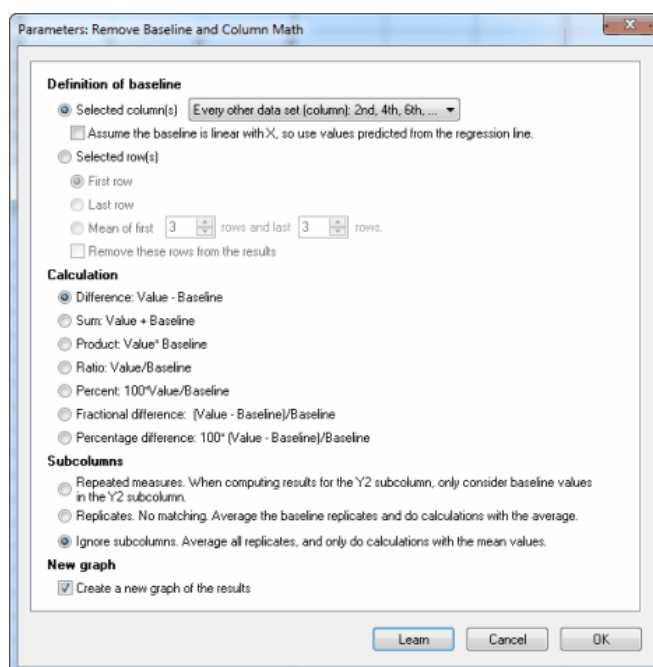 Parameters: Remove Baseline and Column Math
Definition of baseline
Selected column(s) Every other data set (column): 2nd, 4th, 6th, ...
Assume the baseline is linear with X, so use values predicted from the regression line.
Selected row(s)
First row
Last row
Mean of first 3 rows and last 3 rows.
Remove these rows from the results
Calculation
Difference: Value - Baseline
Sum: Value + Baseline
Product: Value* Baseline
Ratio: Value/Baseline
Percent: 100*Value/Baseline
Fractional difference: (Value - Baseline)/Baseline
Percentage difference: 100* (Value - Baseline)/Baseline
Subcolumns
Repeated measures. When computing results for the Y2 subcolumn, only consider baseline values
in the Y2 subcolumn.
Replicates. No matching. Average the baseline replicates and do calculations with the average.
Ignore subcolumns. Average all replicates, and only do calculations with the mean values.
New graph
Create a new graph of the results
Learn Cancel OK